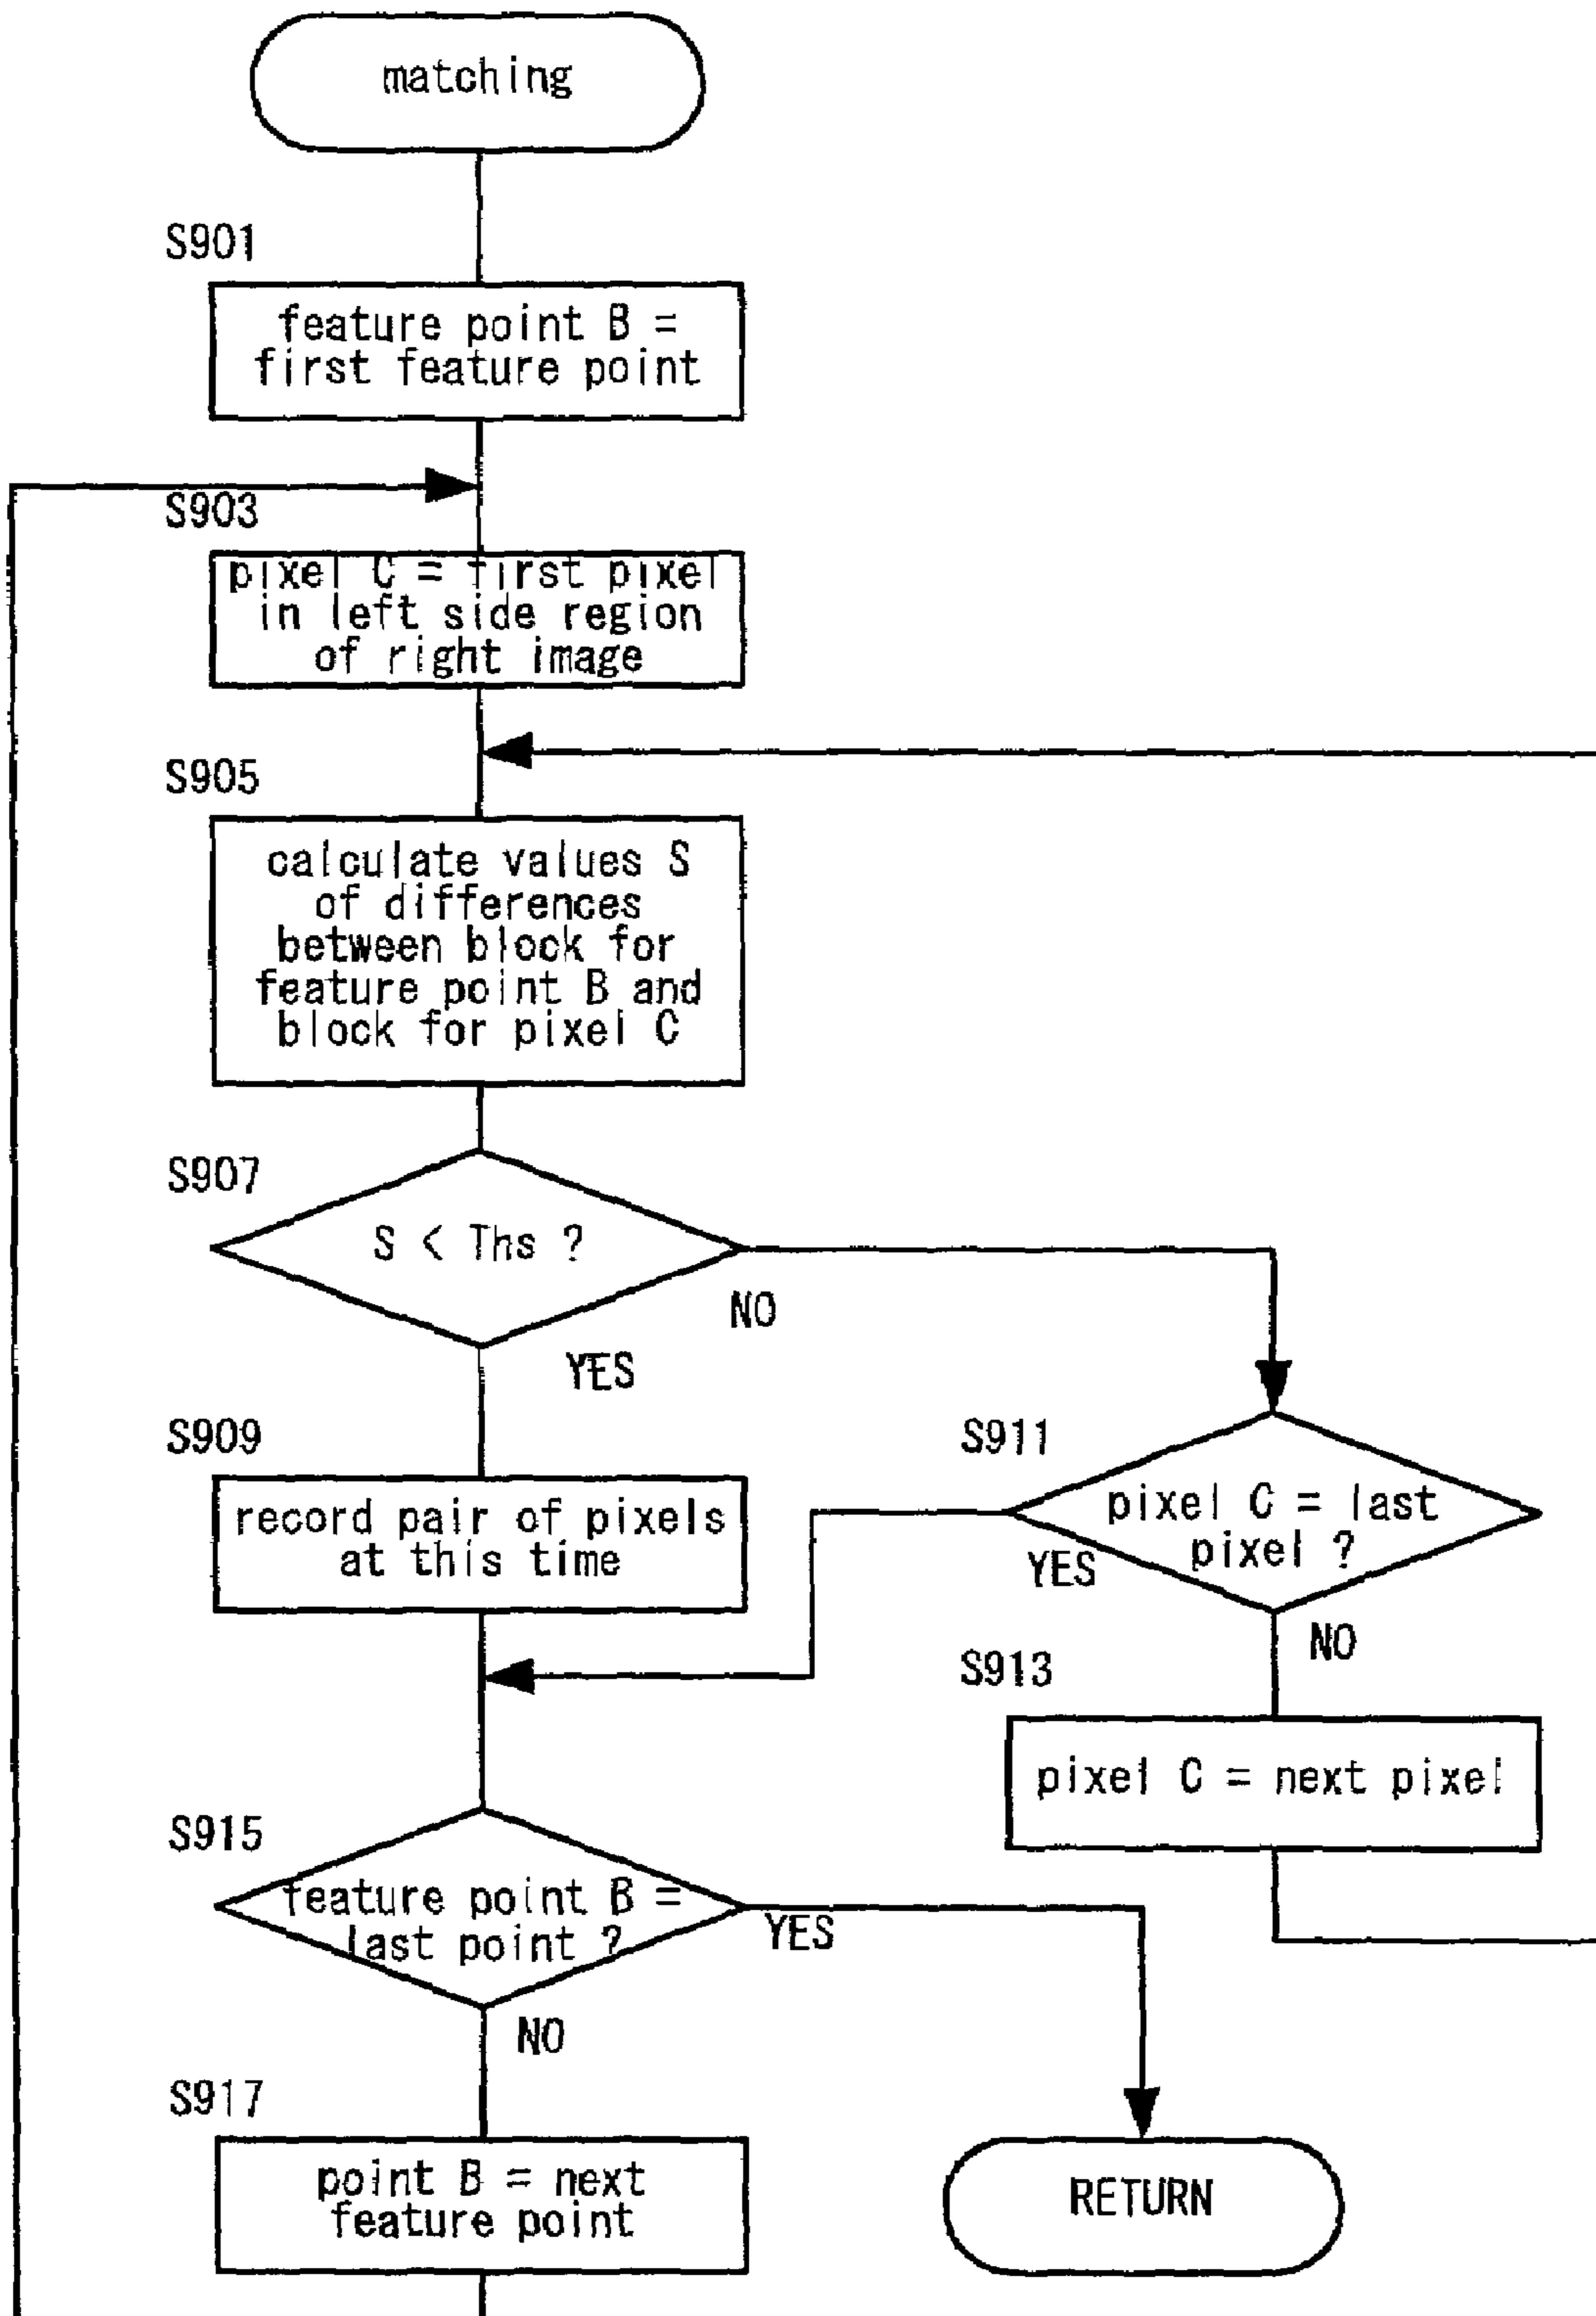 matching
S901
feature point B =
first feature point
S903
pixel C = first pixel
in left side region
of right image
S905
calculate values S
of differences
between block for
feature point B and
block for pixel C
S907
S < Ths ?
NO
YES
S909
record pair of pixels
at this time
S911
pixel C = last
pixel ?
YES
NO
S913
pixel C = next pixel
S915
feature point B =
last point ?
YES
NO
S917
point B = next
feature point
RETURN